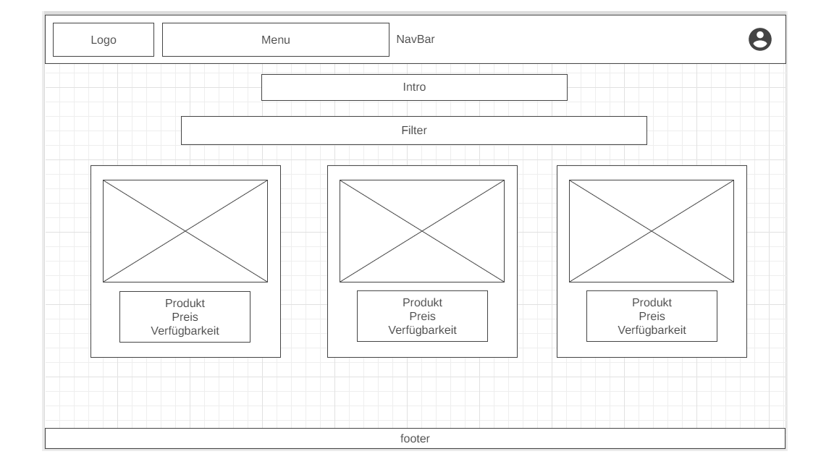 Logo
Menu
NavBar
Intro
Filter
Produkt
Preis
Verfügbarkeit
Produkt
Preis
Verfügbarkeit
Produkt
Preis
Verfügbarkeit
footer